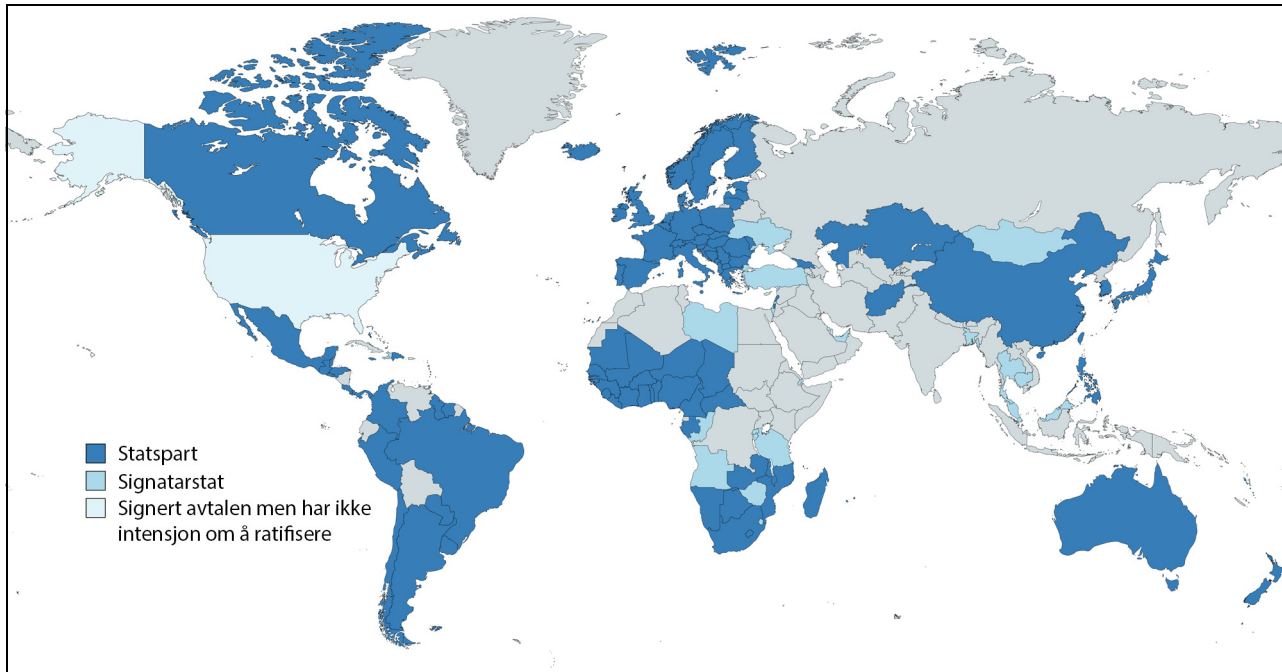 Statspart
Signatarstat
Signert avtalen men har ikke
intensjon om å ratifisere